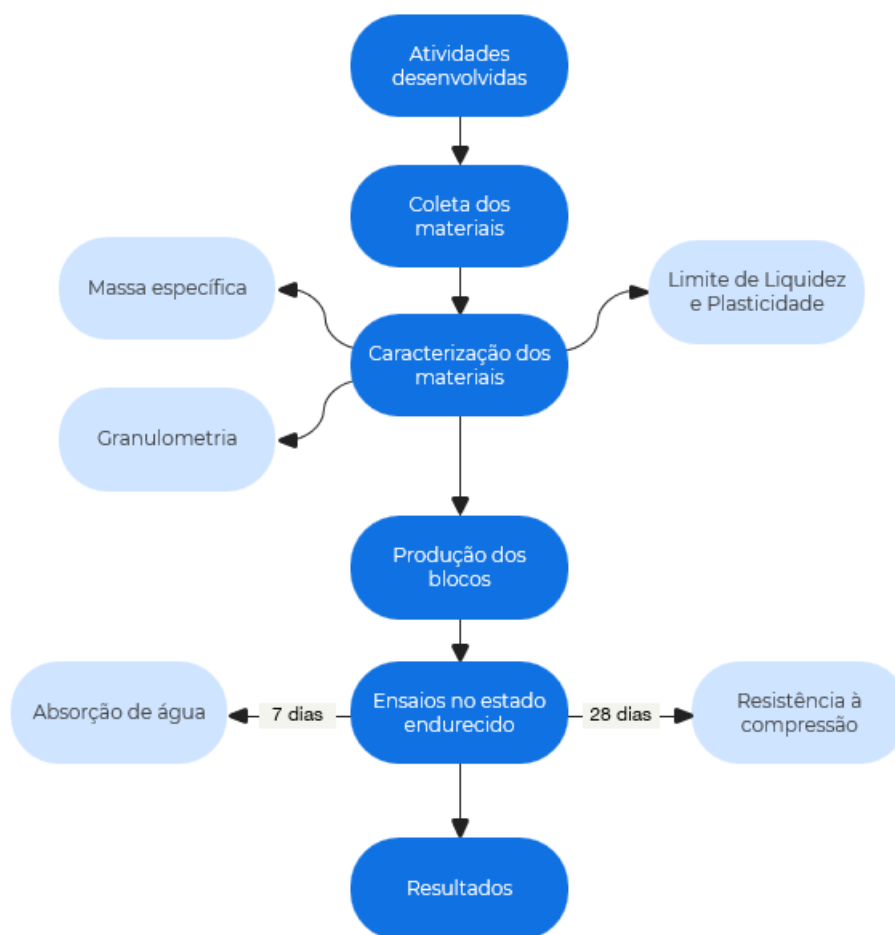 Atividades
desenvolvidas
Coleta dos
materiais
Massa específica
Limite de Liquidez
e Plasticidade
Caracterização dos
materiais
Granulometria
Produção dos
blocos
Absorção de água
7 dias
Ensaios no estado
endurecido
28 dias
Resistência à
compressão
Resultados